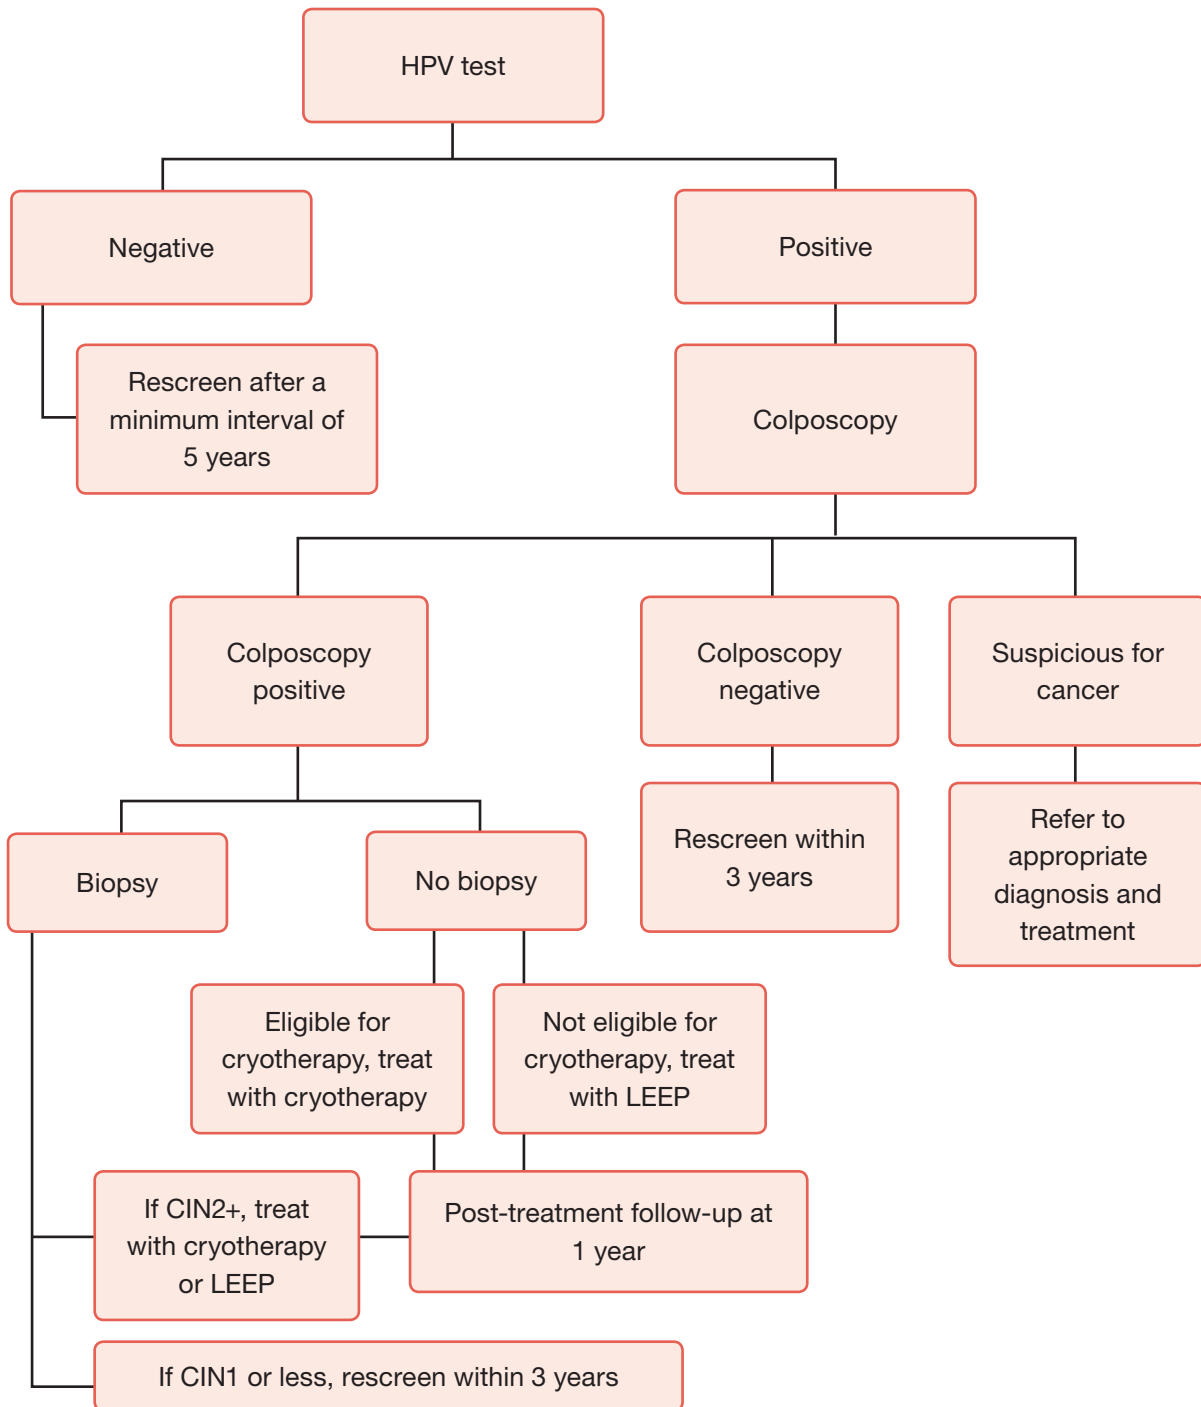 HPV test
Negative
Positive
Rescreen after a
minimum interval of
5 years
Colposcopy
Colposcopy
positive
Colposcopy
negative
Suspicious for
cancer
Biopsy
No biopsy
Rescreen within
3 years
Refer to
appropriate
diagnosis and
treatment
Eligible for
cryotherapy, treat
with cryotherapy
Not eligible for
cryotherapy, treat
with LEEP
If CIN2+, treat
with cryotherapy
or LEEP
Post-treatment follow-up at
1 year
If CIN1 or less, rescreen within 3 years